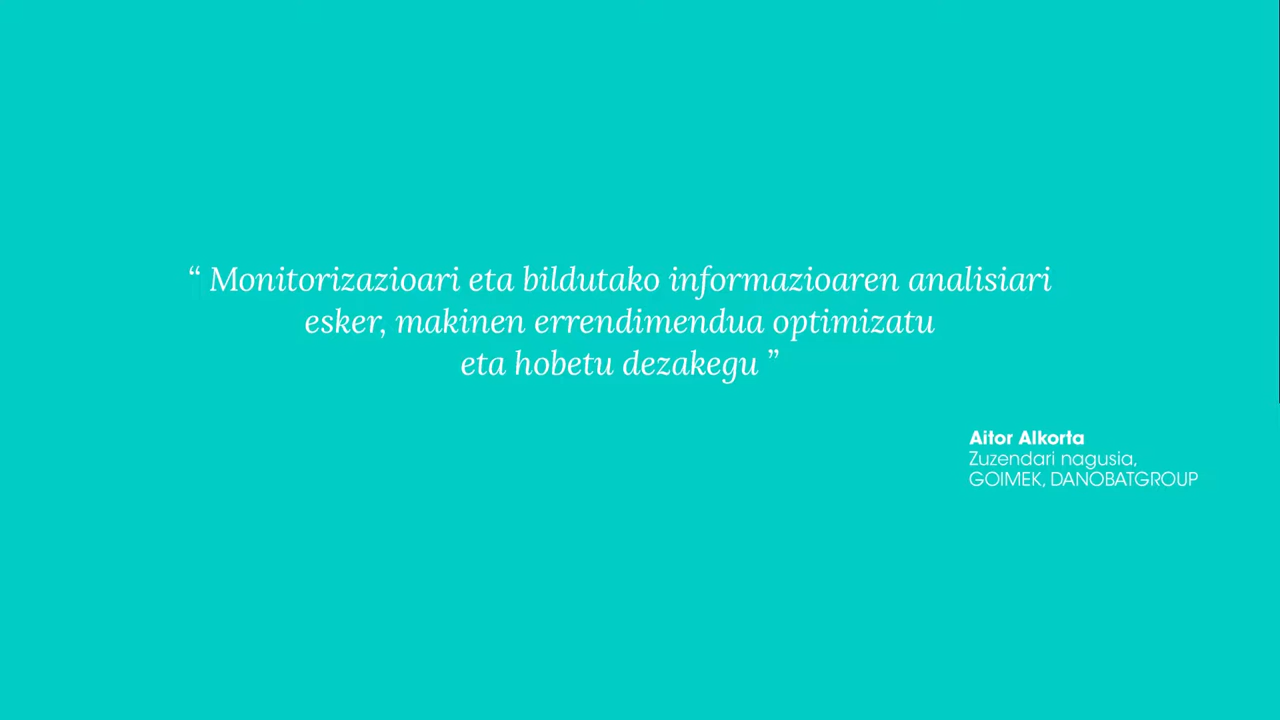 “ Monitorizazioari eta bildutako informazioaren analisiari
esker, makinen errendimendua optimizatu
eta hobetu dezakegu ”
Aitor Alkorta
Zuzendari nagusia,
GOIMEK, DANOBATGROUP